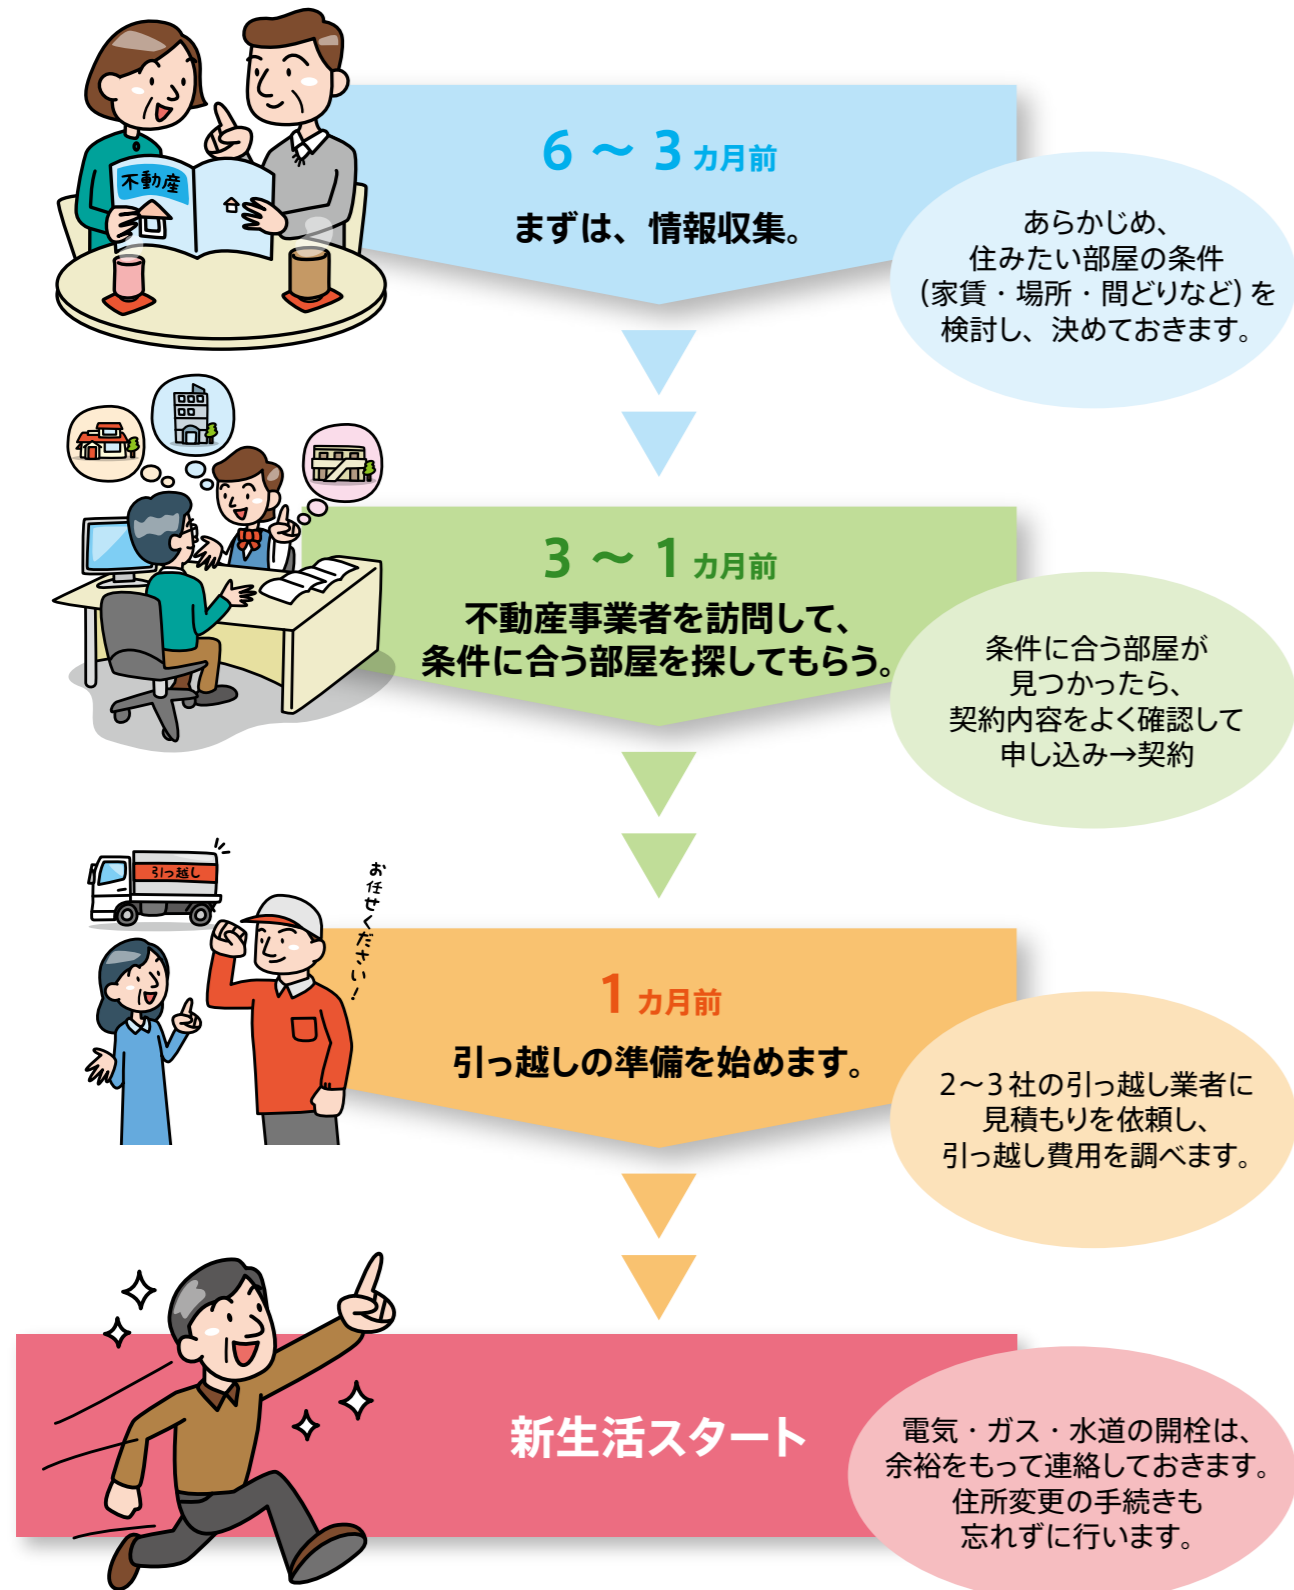 不動産
6 ～ 3 カ月前
まずは、情報収集。
あらかじめ、
住みたい部屋の条件
(家賃・場所・間どりなど)を
検討し、決めておきます。
3 ～ 1 カ月前
不動産事業者を訪問して、
条件に合う部屋を探してもらう。
条件に合う部屋が
見つかったら、
契約内容をよく確認して
申し込み→契約
引っ越し
お任せください！
1 カ月前
引っ越しの準備を始めます。
2～3社の引っ越し業者に
見積もりを依頼し、
引っ越し費用を調べます。
新生活スタート
電気・ガス・水道の開栓は、
余裕をもって連絡しておきます。
住所変更の手続きも
忘れずに行います。